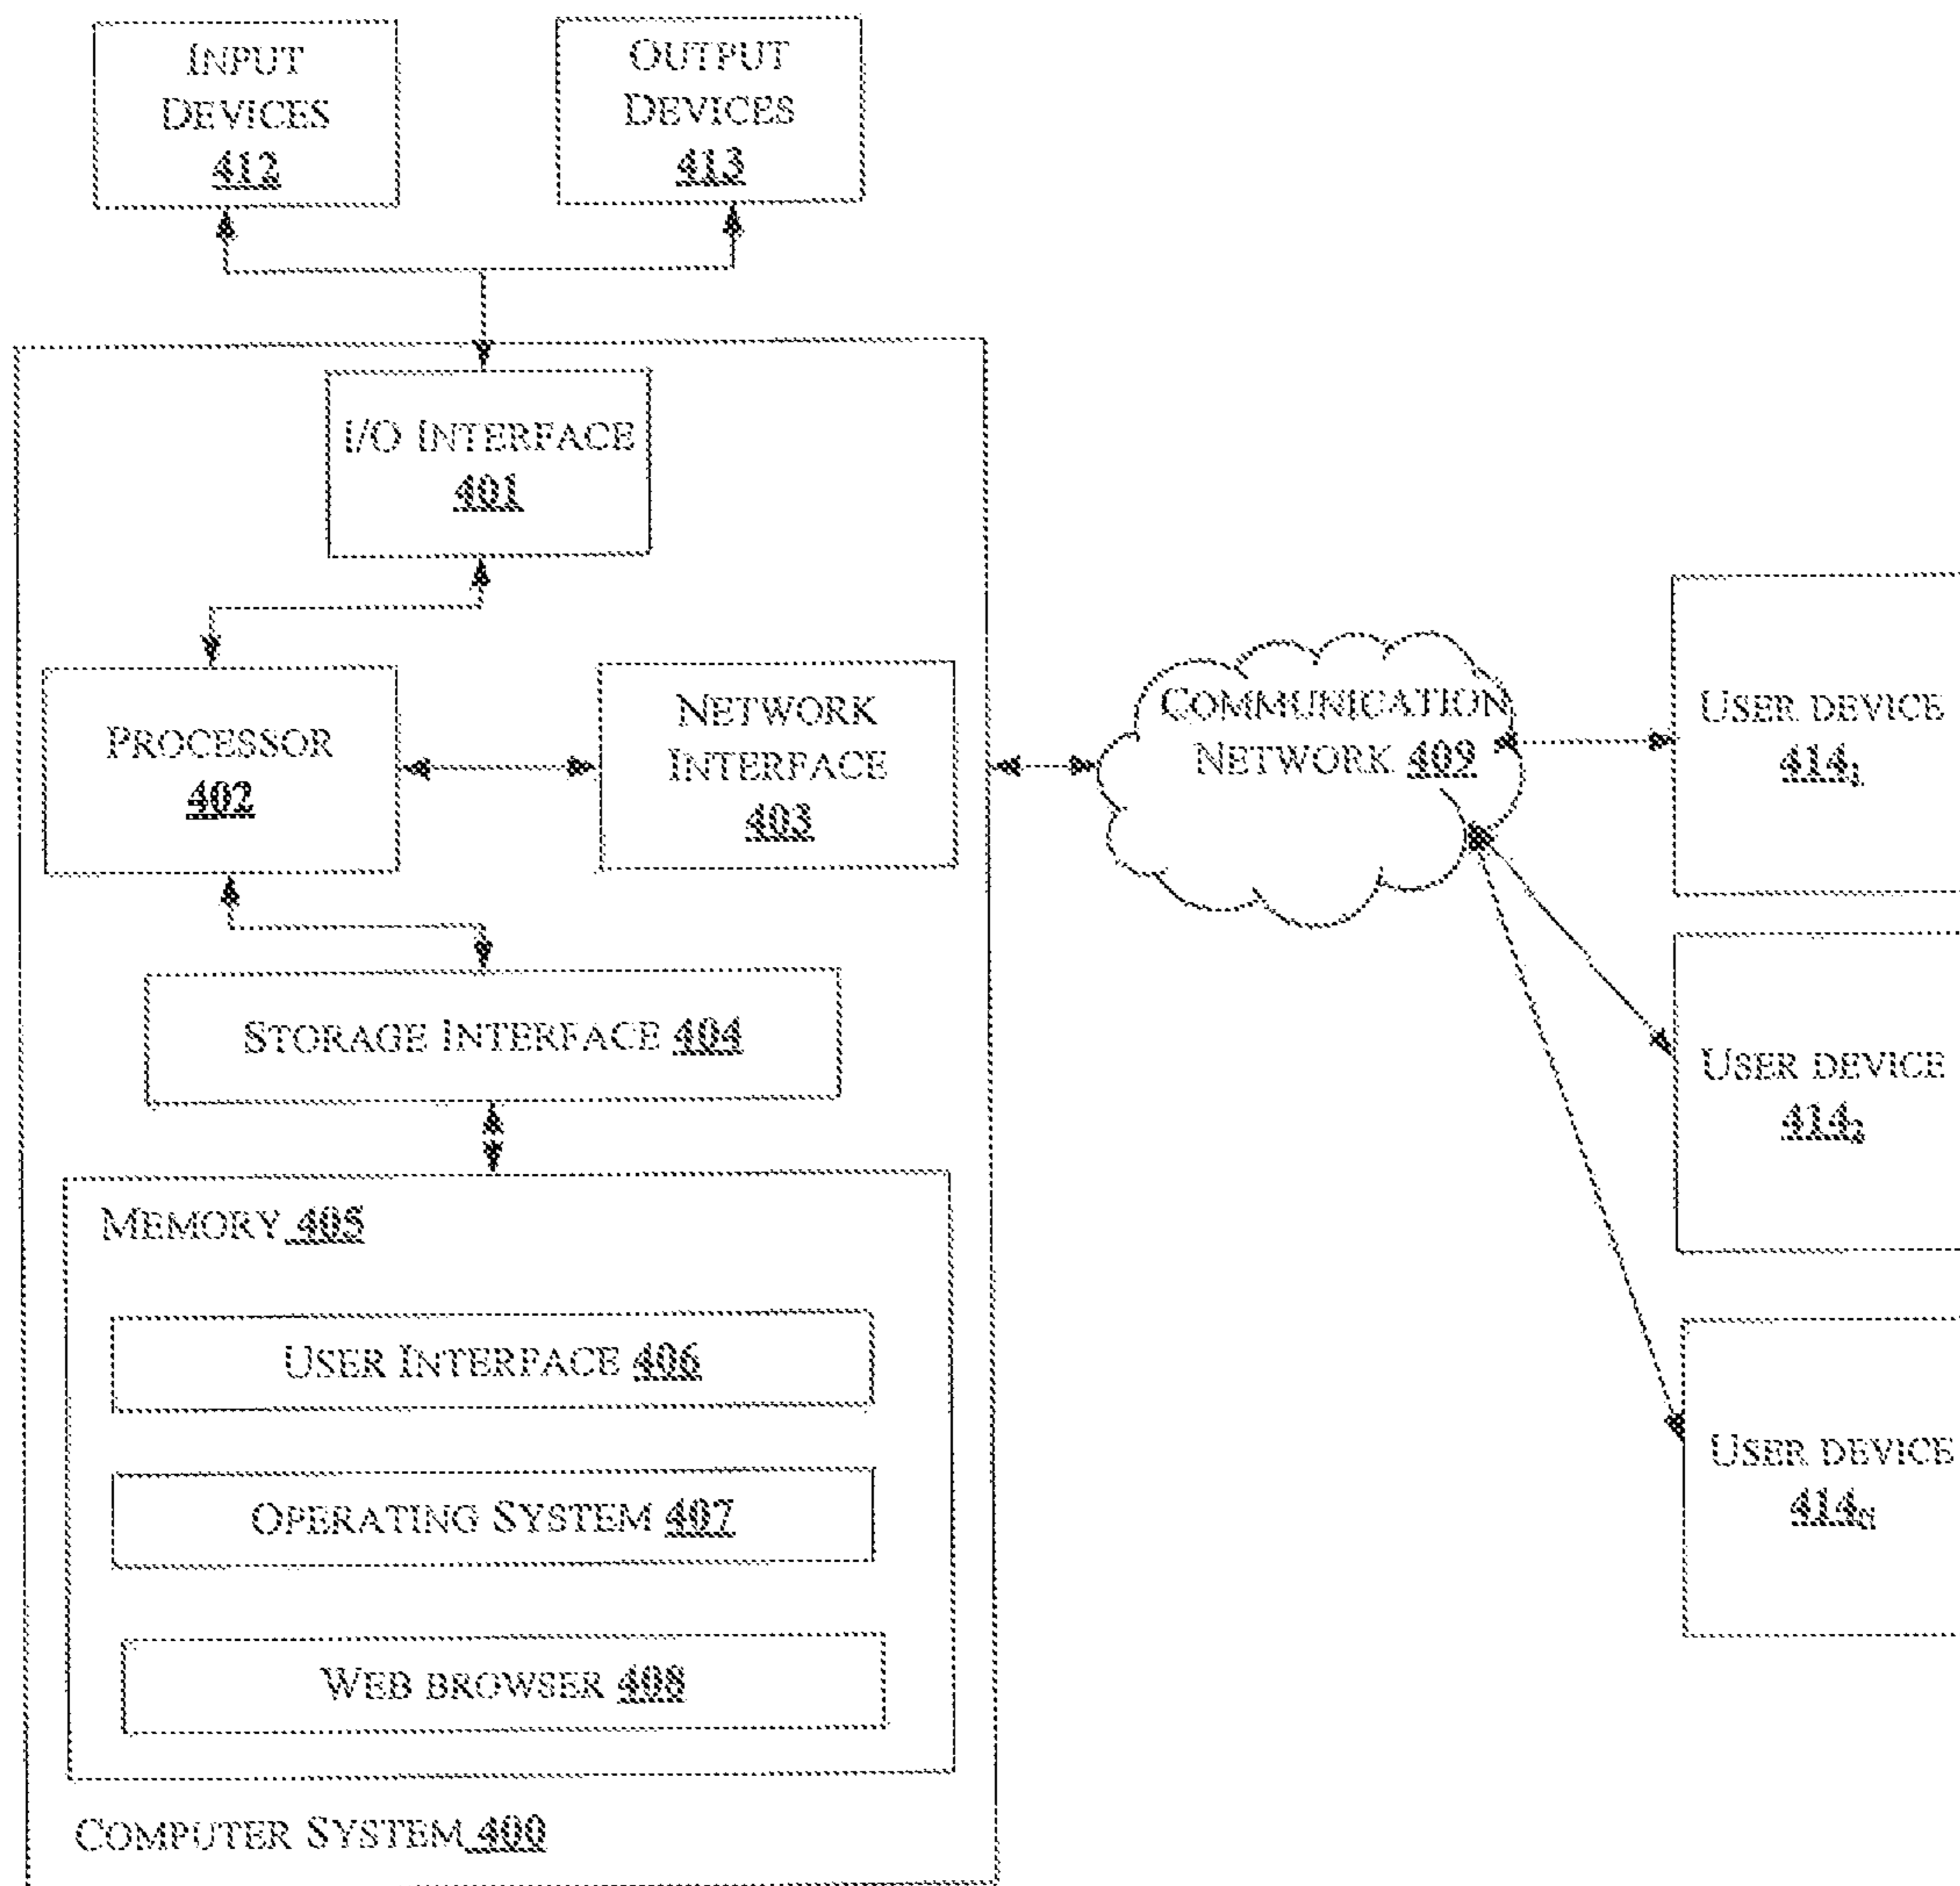 INPUT
DEVICES
412
OUTPUT
DEVICES
413
I/O INTERFACE
401
PROCESSOR
402
NETWORK
INTERFACE
403
STORAGE INTERFACE 404
MEMORY 405
USER INTERFACE 406
OPERATING SYSTEM 407
WEB BROWSER 408
COMPUTER SYSTEM 400
COMMUNICATION
NETWORK 409
USER DEVICE
414₁
USER DEVICE
414₂
USER DEVICE
414ₙ